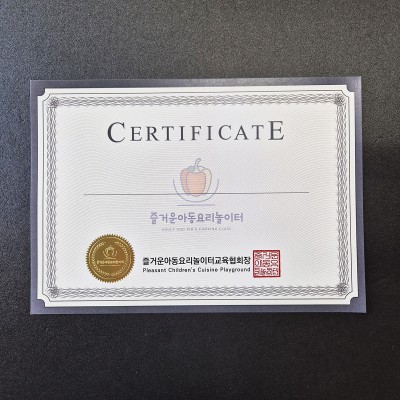 CERTIFICATE
즐거운아동요리놀이터
즐거운아동요리놀이터교육협회장
Pleasant Children's Cuisine Playground